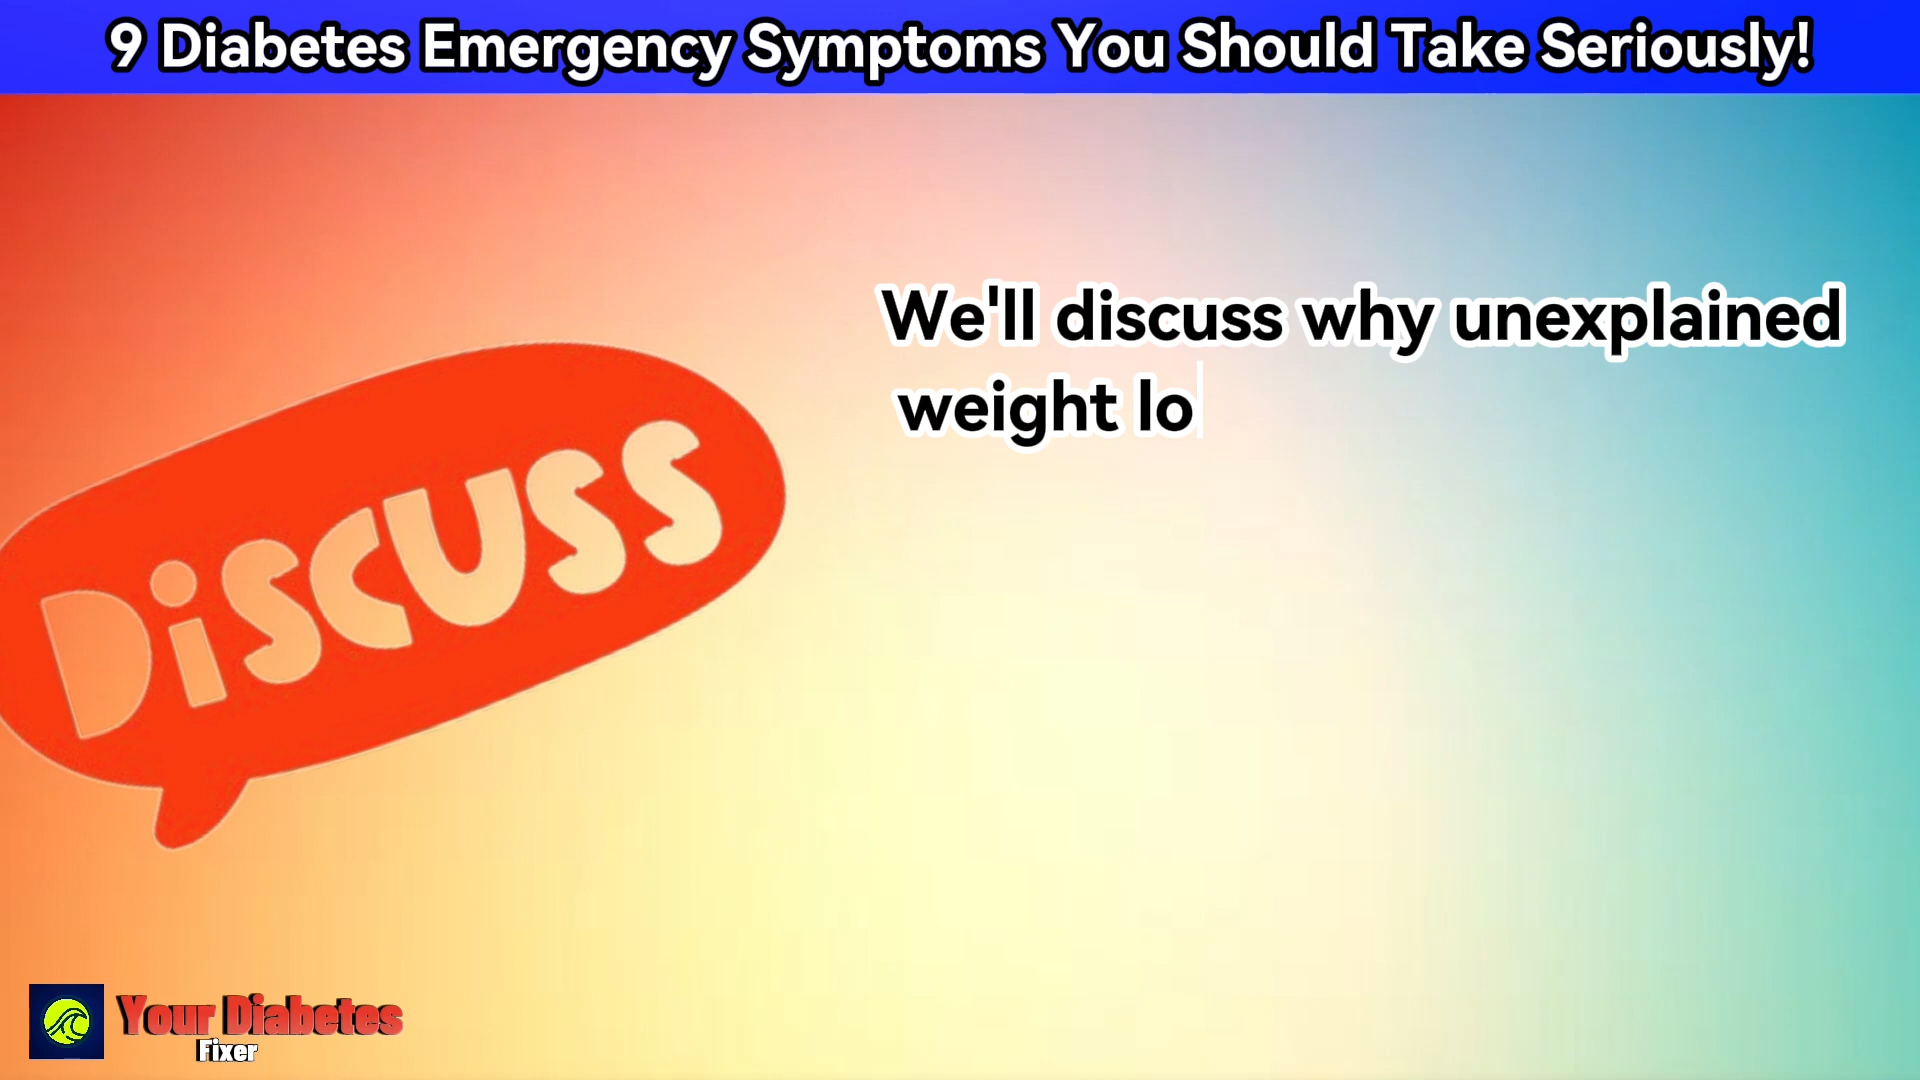 9 Diabetes Emergency Symptoms You Should Take Seriously!
We'll discuss why unexplained
weight lo
DiSCUSS
Your Diabetes
Fixer